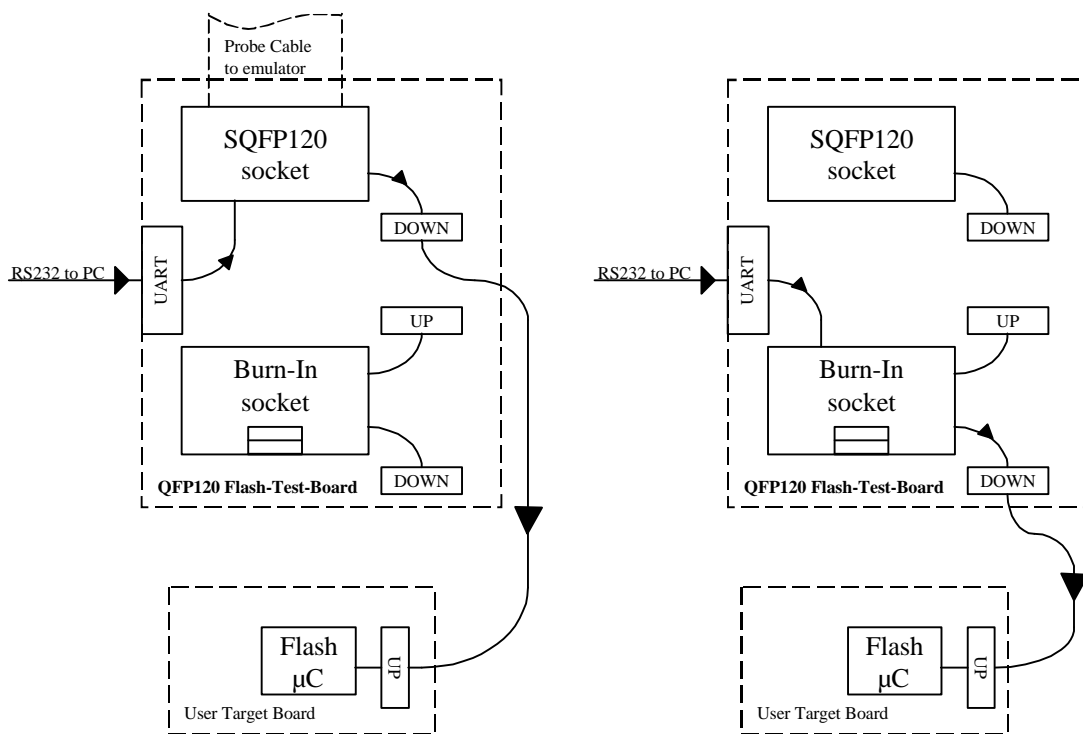 Probe Cable
to emulator
SQFP120
socket
DOWN
RS232 to PC
UART
UP
Burn-In
socket
DOWN
QFP120 Flash-Test-Board
Flash
µC
UP
User Target Board
SQFP120
socket
DOWN
RS232 to PC
UART
UP
Burn-In
socket
DOWN
QFP120 Flash-Test-Board
Flash
µC
UP
User Target Board